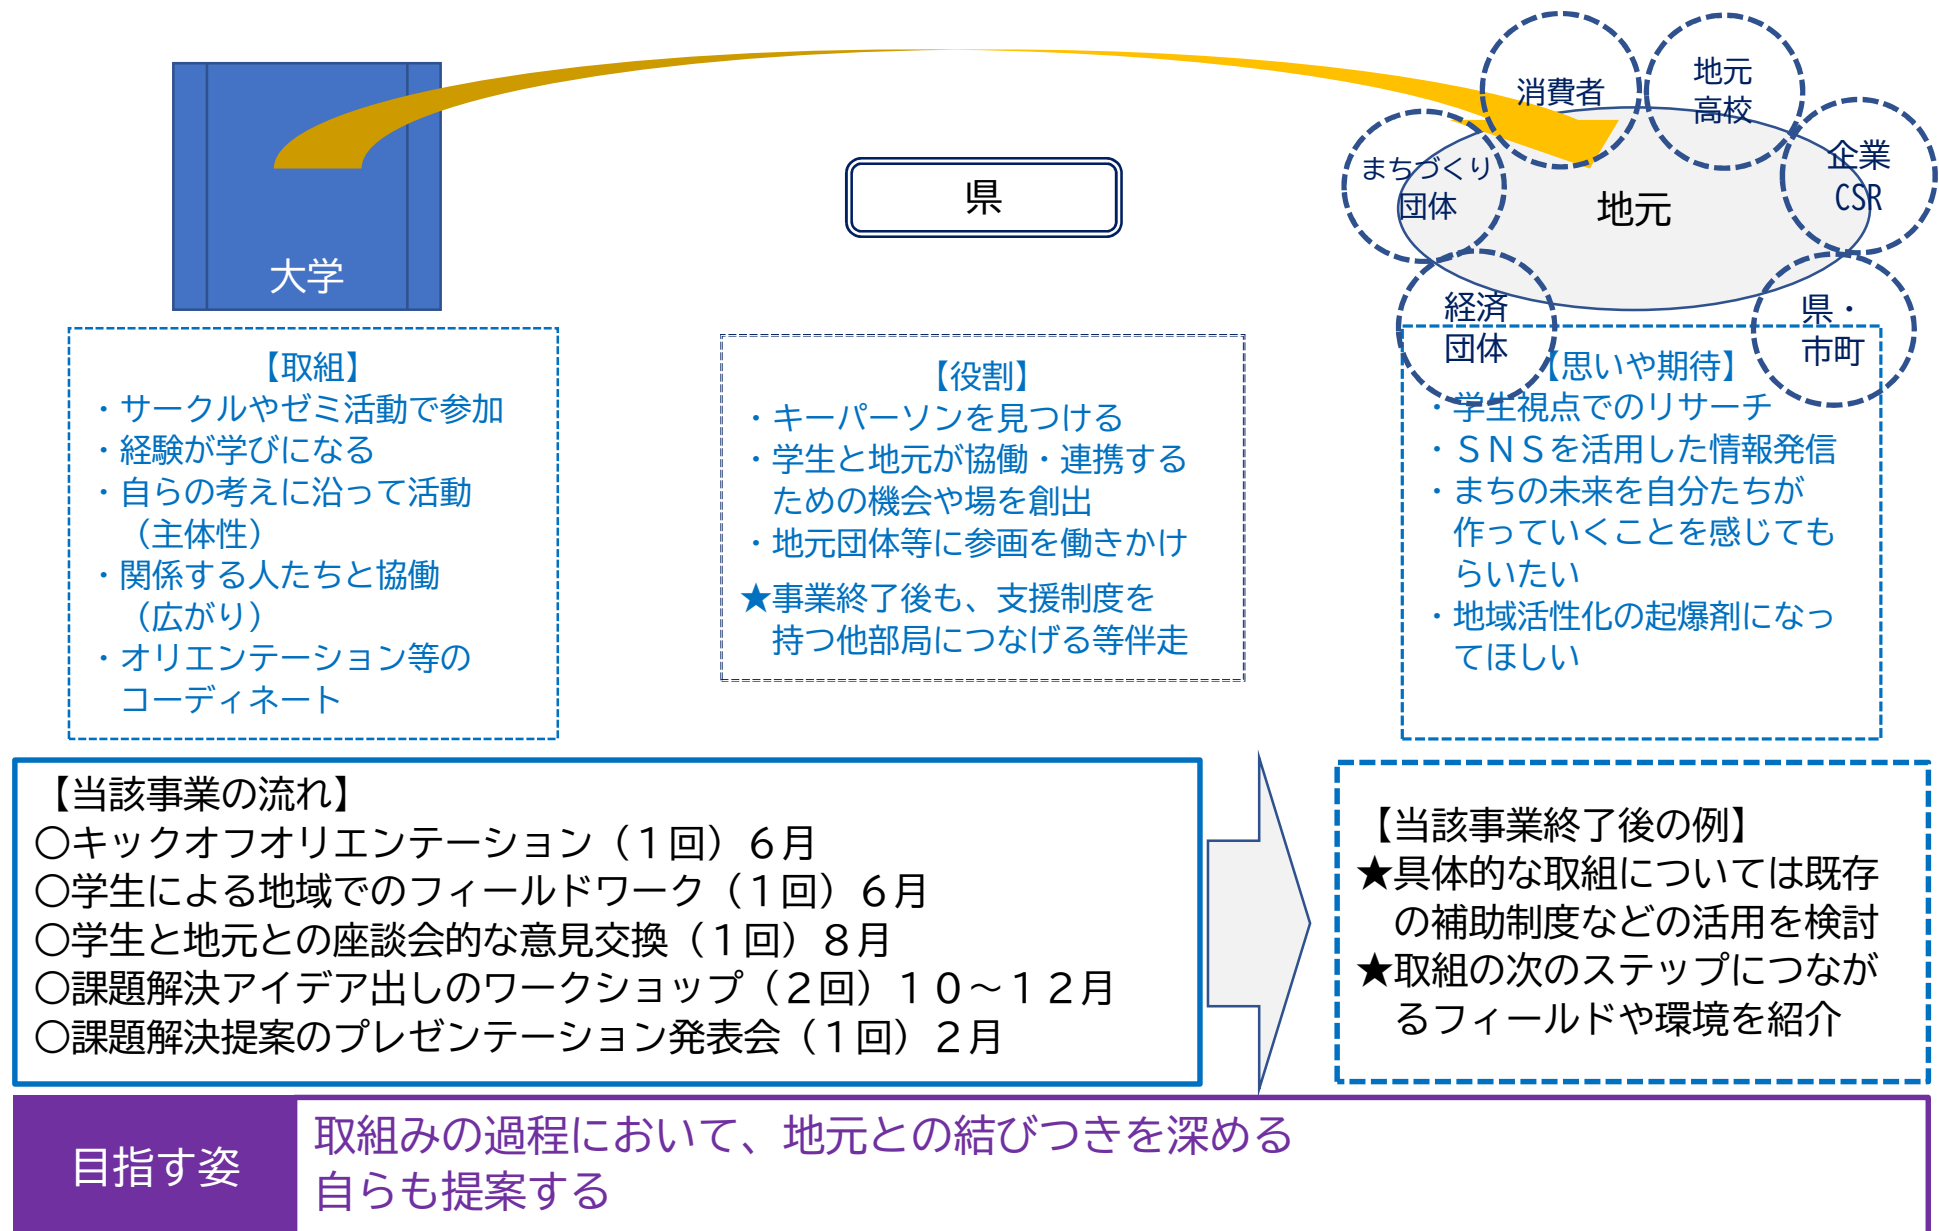 大学
県
地元
消費者
地元
高校
企業
CSR
まちづくり
団体
経済
団体
県・
市町
【取組】
・サークルやゼミ活動で参加
・経験が学びになる
・自らの考えに沿って活動
（主体性）
・関係する人たちと協働
（広がり）
・オリエンテーション等の
コーディネート
【役割】
・キーパーソンを見つける
・学生と地元が協働・連携する
ための機会や場を創出
・地元団体等に参画を働きかけ
★事業終了後も、支援制度を
持つ他部局につなげる等伴走
【思いや期待】
・学生視点でのリサーチ
・ＳＮＳを活用した情報発信
・まちの未来を自分たちが
作っていくことを感じても
らいたい
・地域活性化の起爆剤になっ
てほしい
【当該事業の流れ】
○キックオフオリエンテーション（１回）６月
○学生による地域でのフィールドワーク（１回）６月
○学生と地元との座談会的な意見交換（１回）８月
○課題解決アイデア出しのワークショップ（２回）１０～１２月
○課題解決提案のプレゼンテーション発表会（１回）２月
【当該事業終了後の例】
★具体的な取組については既存
の補助制度などの活用を検討
★取組の次のステップにつなが
るフィールドや環境を紹介
目指す姿
取組みの過程において、地元との結びつきを深める
自らも提案する